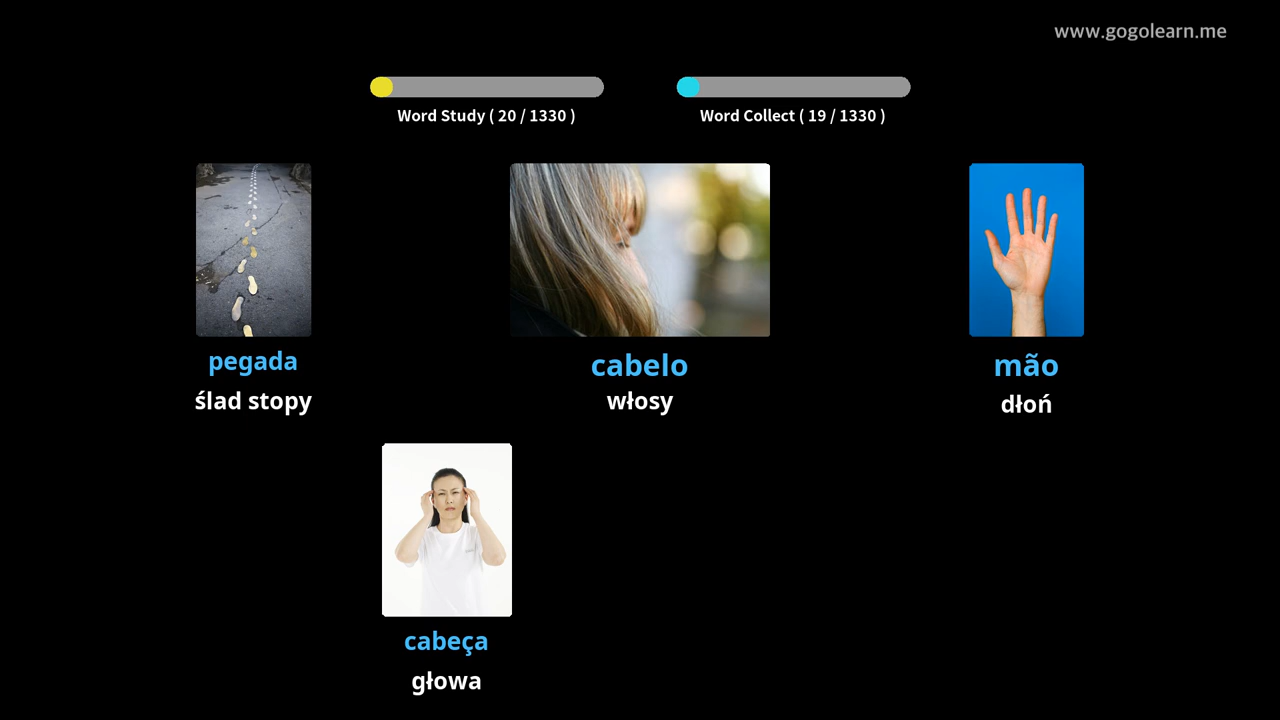 www.gogolearn.me
Word Study ( 20 / 1330 )
Word Collect ( 19 / 1330 )
pegada
ślad stopy
cabelo
włosy
mão
dłoń
cabeça
głowa